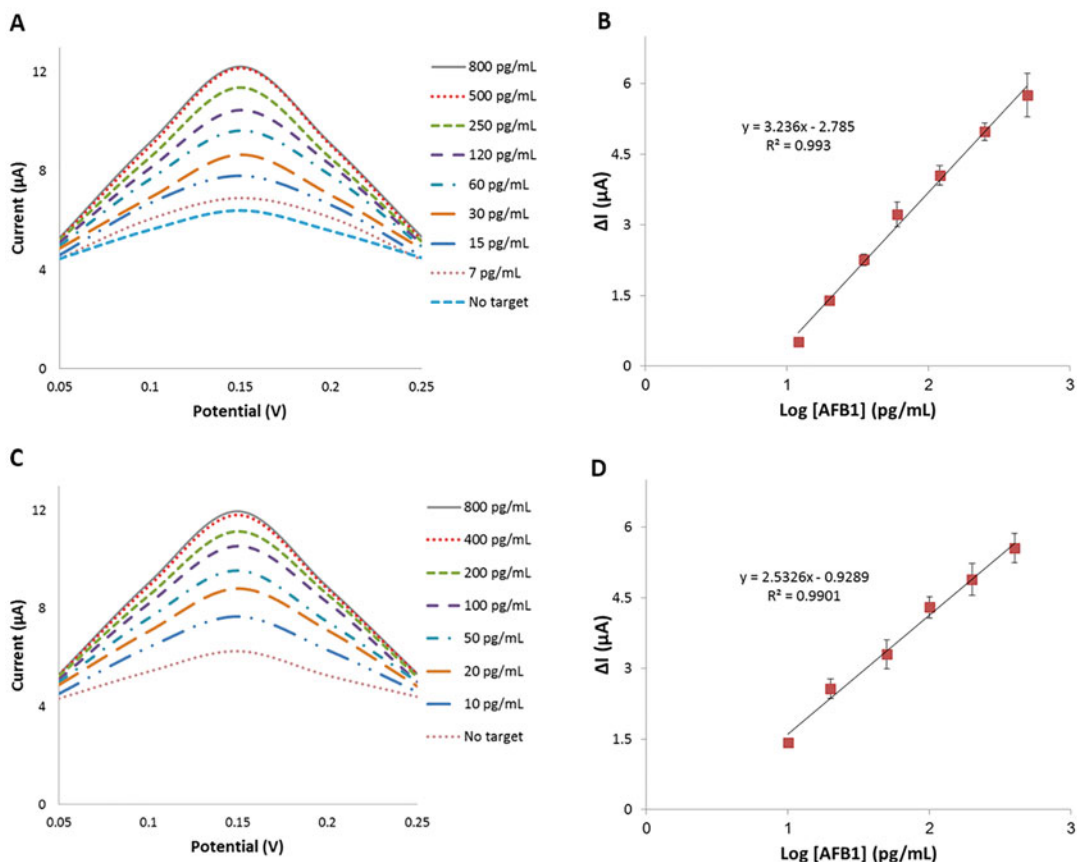 A
Current (µA)
12
8
4
0
0.05
0.1
0.15
0.2
0.25
Potential (V)
800 pg/mL
500 pg/mL
250 pg/mL
120 pg/mL
60 pg/mL
30 pg/mL
15 pg/mL
7 pg/mL
No target
B
ΔI (µA)
6
4.5
3
1.5
0
0
1
2
3
Log [AFB1] (pg/mL)
y = 3.236x - 2.785
R² = 0.993
C
Current (µA)
12
8
4
0
0.05
0.1
0.15
0.2
0.25
Potential (V)
800 pg/mL
400 pg/mL
200 pg/mL
100 pg/mL
50 pg/mL
20 pg/mL
10 pg/mL
No target
D
ΔI (µA)
6
4.5
3
1.5
0
0
1
2
3
Log [AFB1] (pg/mL)
y = 2.5326x - 0.9289
R² = 0.9901